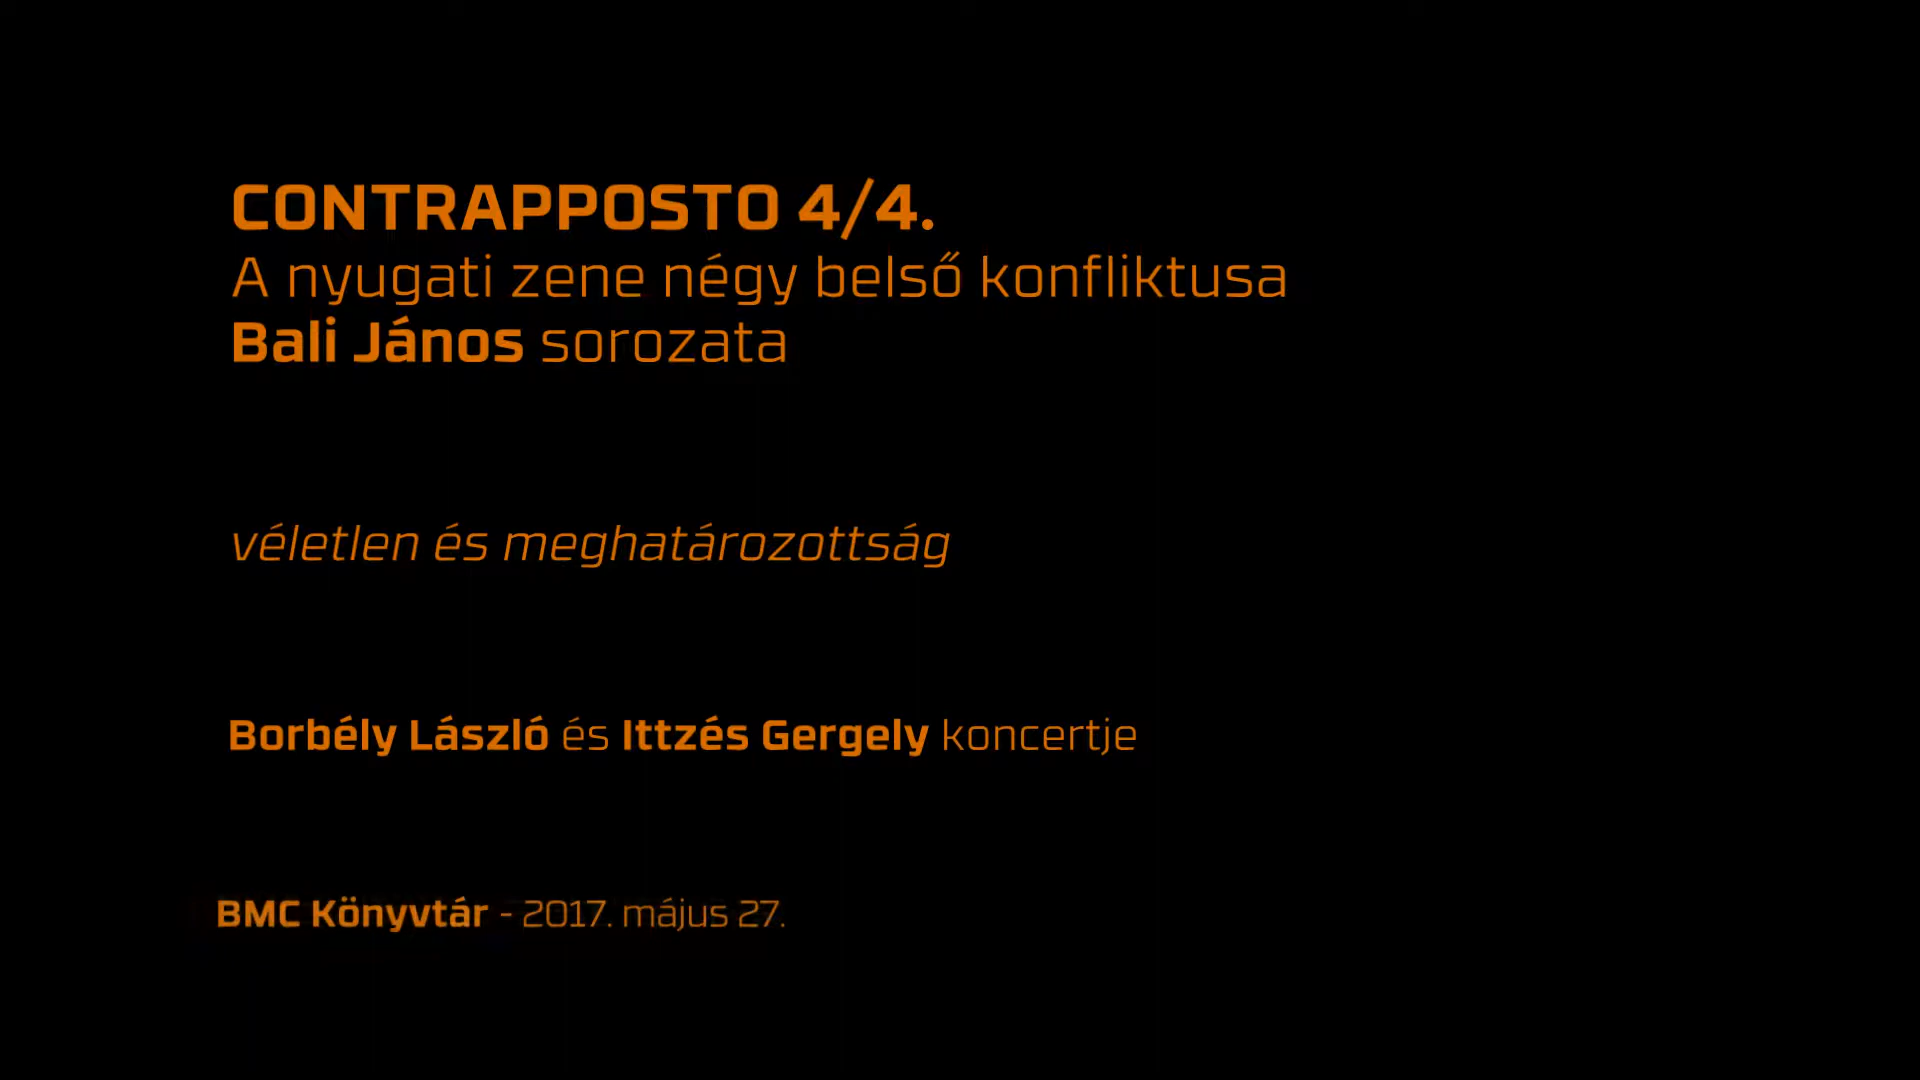 CONTRAPPOSTO 4/4.
A nyugati zene négy belső konfliktusa
Bali János sorozata
véletlen és meghatározottság
Borbély László és Ittzés Gergely koncertje
BMC Könyvtár - 2017. május 27.